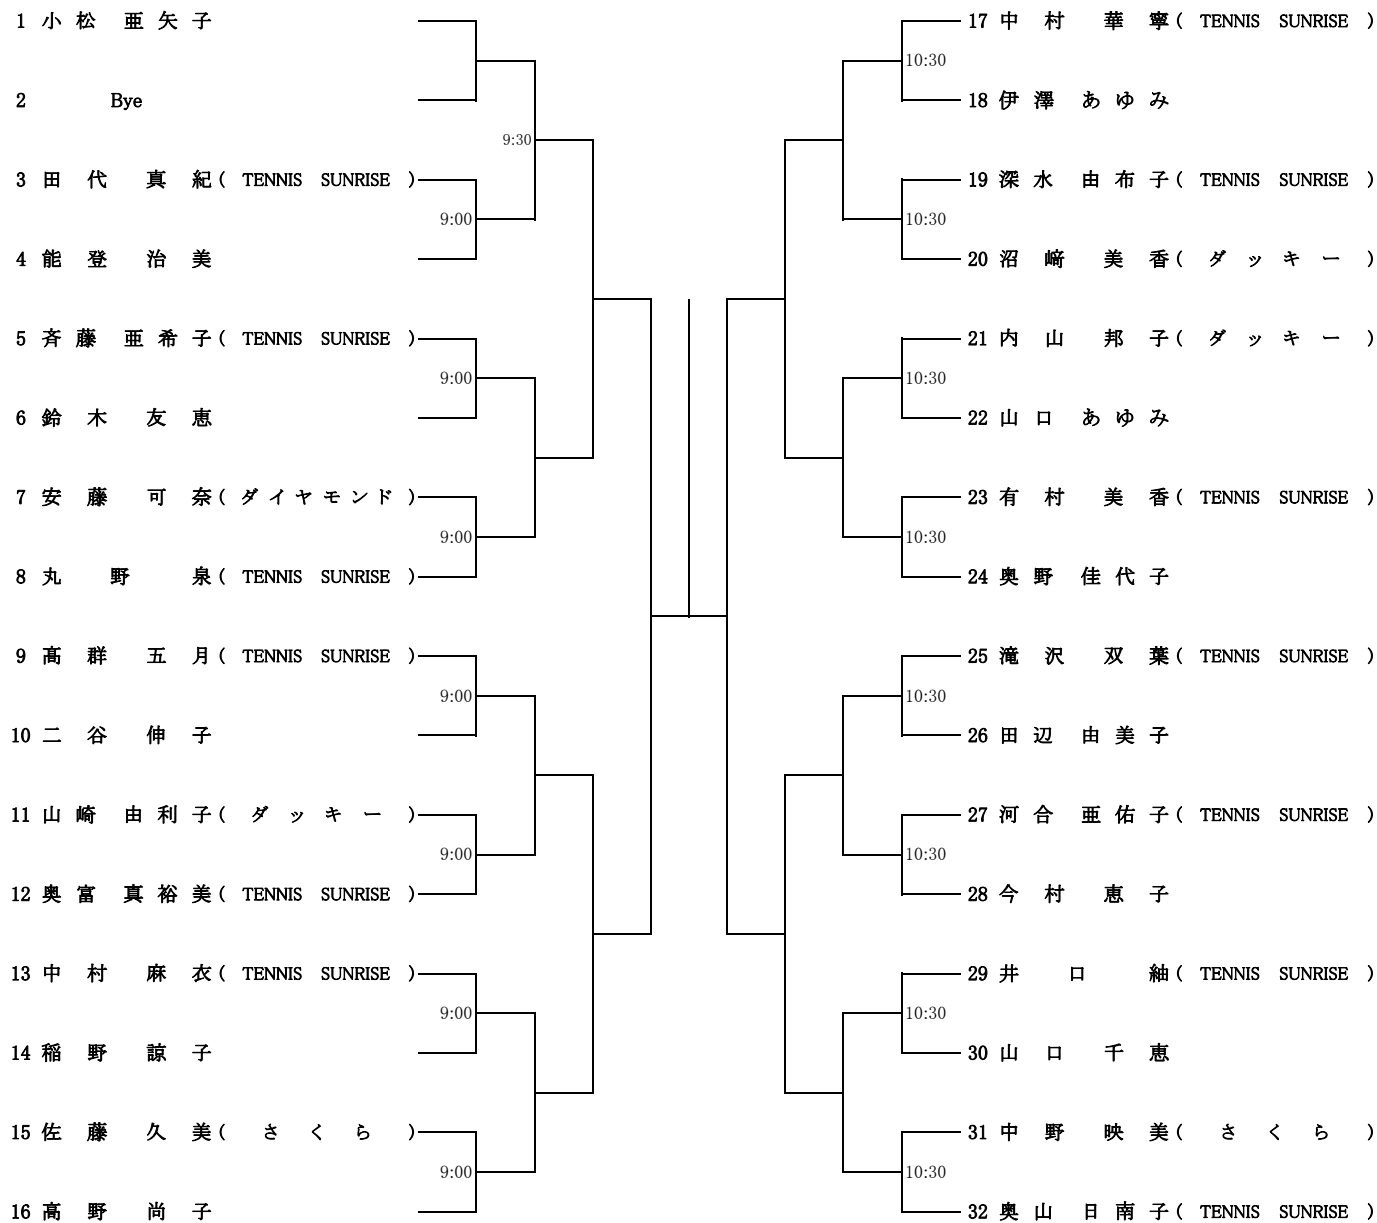 1 小松 亜矢子
2 Bye
9:30
3 田代 真紀( TENNIS SUNRISE )
9:00
4 能登 治美
5 斉藤 亜希子( TENNIS SUNRISE )
9:00
6 鈴木 友恵
7 安藤 可奈( ダイヤモンド )
9:00
8 丸野 泉( TENNIS SUNRISE )
9 髙群 五月( TENNIS SUNRISE )
9:00
10 二谷 伸子
11 山崎 由利子( ダッキー )
9:00
12 奥富 真裕美( TENNIS SUNRISE )
13 中村 麻衣( TENNIS SUNRISE )
9:00
14 稲野 諒子
15 佐藤 久美( さくら )
9:00
16 高野 尚子
17 中村 華寧( TENNIS SUNRISE )
10:30
18 伊澤 あゆみ
19 深水 由布子( TENNIS SUNRISE )
10:30
20 沼﨑 美香( ダッキー )
21 内山 邦子( ダッキー )
10:30
22 山口 あゆみ
23 有村 美香( TENNIS SUNRISE )
10:30
24 奥野 佳代子
25 滝沢 双葉( TENNIS SUNRISE )
10:30
26 田辺 由美子
27 河合 亜佑子( TENNIS SUNRISE )
10:30
28 今村 恵子
29 井口 紬( TENNIS SUNRISE )
10:30
30 山口 千恵
31 中野 映美( さくら )
10:30
32 奥山 日南子( TENNIS SUNRISE )